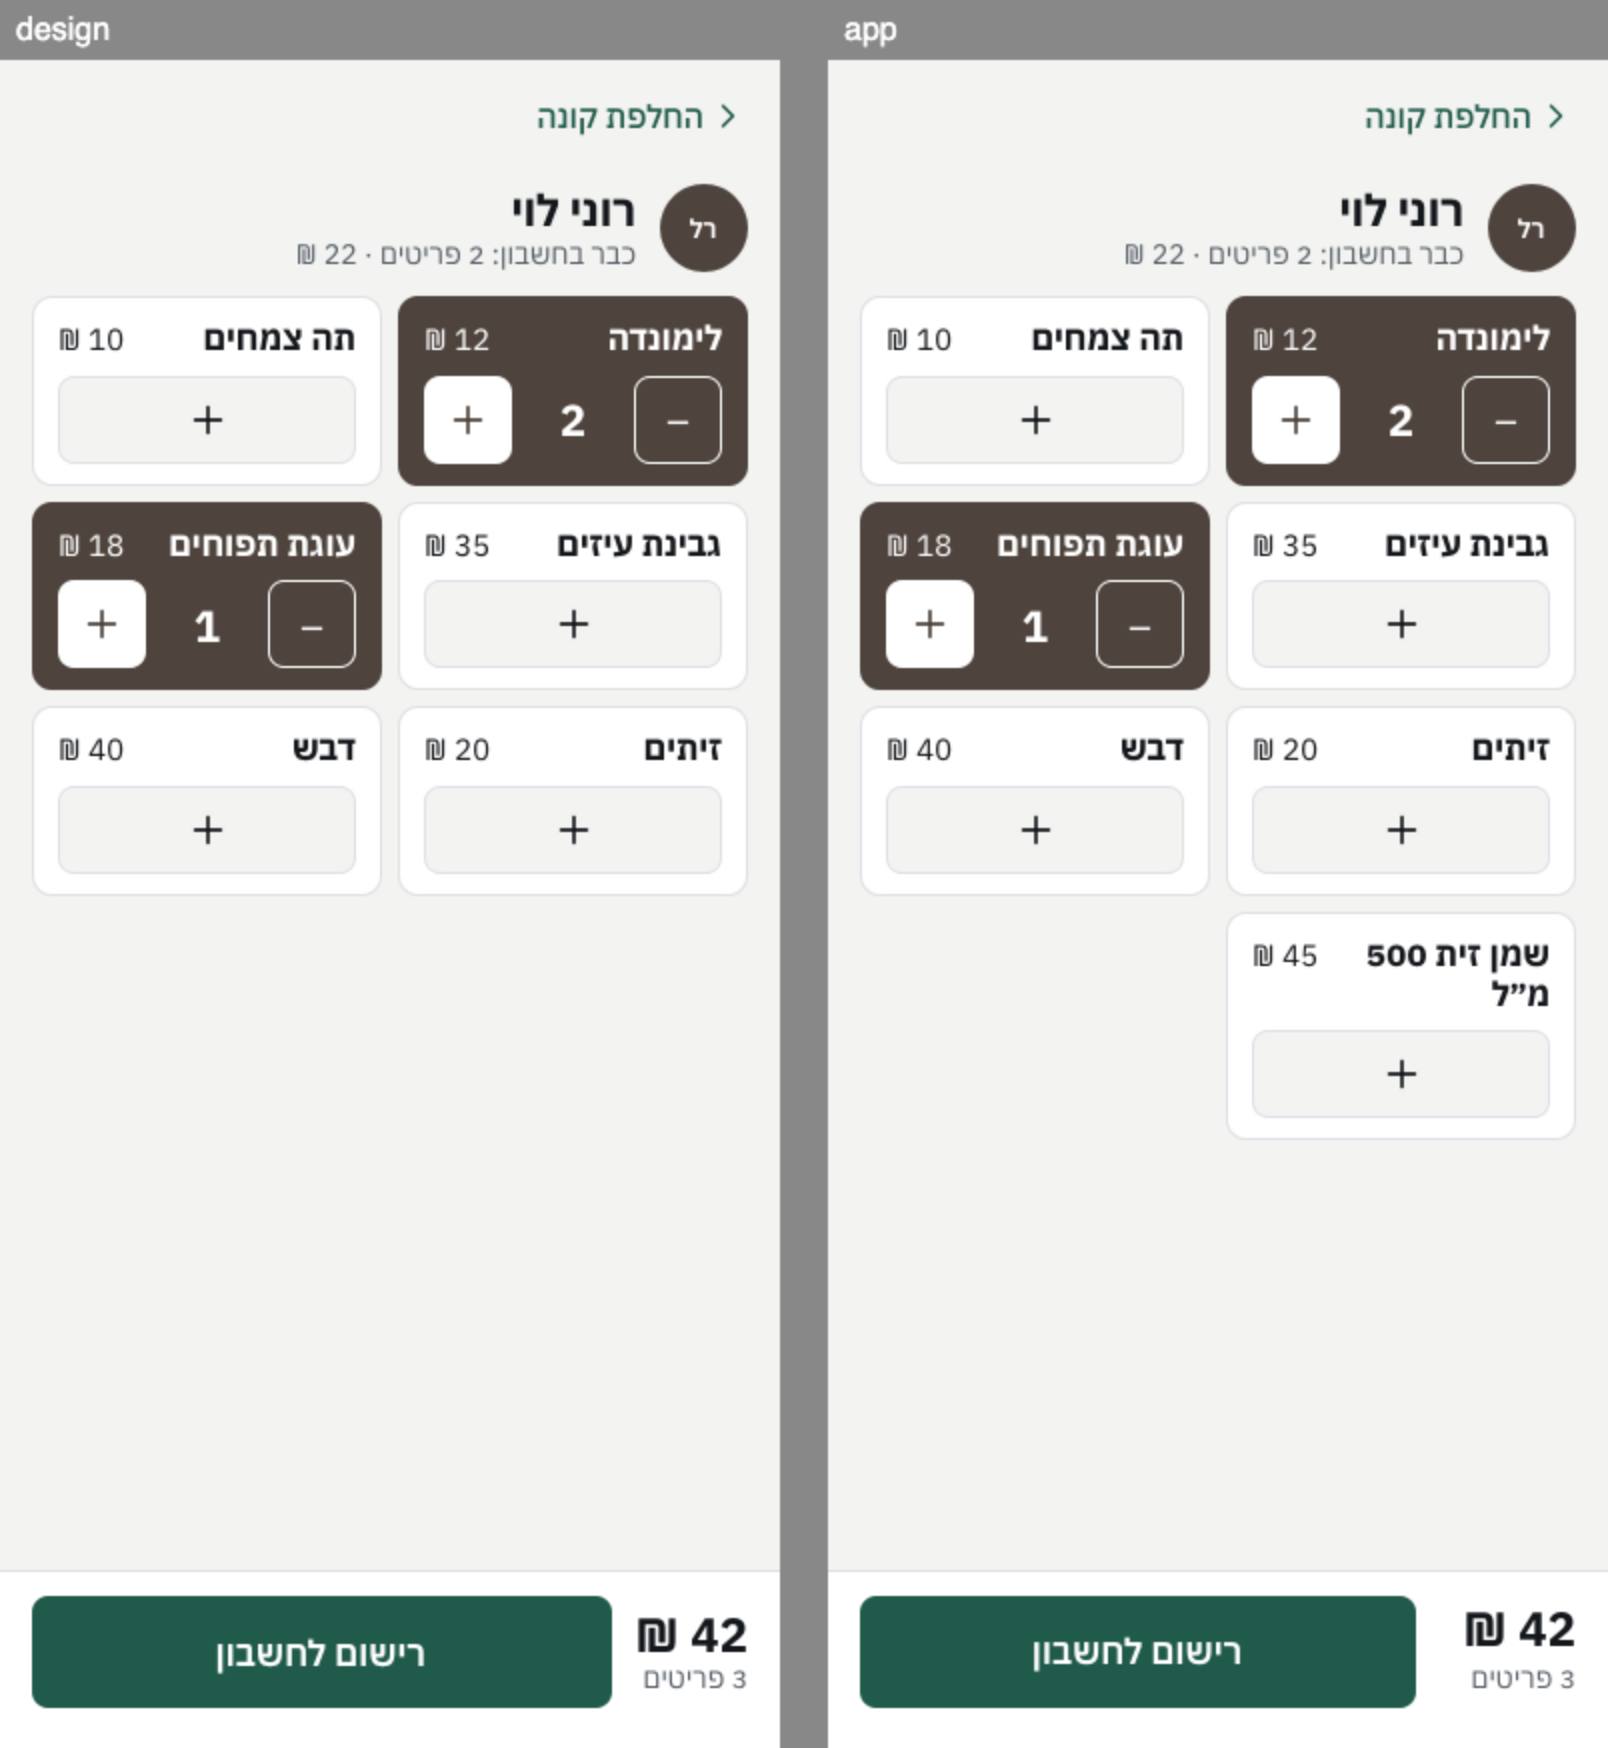 design
החלפת קונה
רל
רוני לוי
כבר בחשבון: 2 פריטים · 22 ₪
לימונדה 12 ₪
− 2 +
תה צמחים 10 ₪
+
גבינת עיזים 35 ₪
+
עוגת תפוחים 18 ₪
− 1 +
זיתים 20 ₪
+
דבש 40 ₪
+
42 ₪
3 פריטים
רישום לחשבון
app
החלפת קונה
רל
רוני לוי
כבר בחשבון: 2 פריטים · 22 ₪
לימונדה 12 ₪
− 2 +
תה צמחים 10 ₪
+
גבינת עיזים 35 ₪
+
עוגת תפוחים 18 ₪
− 1 +
זיתים 20 ₪
+
דבש 40 ₪
+
שמן זית 500 45 ₪
מ״ל
+
42 ₪
3 פריטים
רישום לחשבון